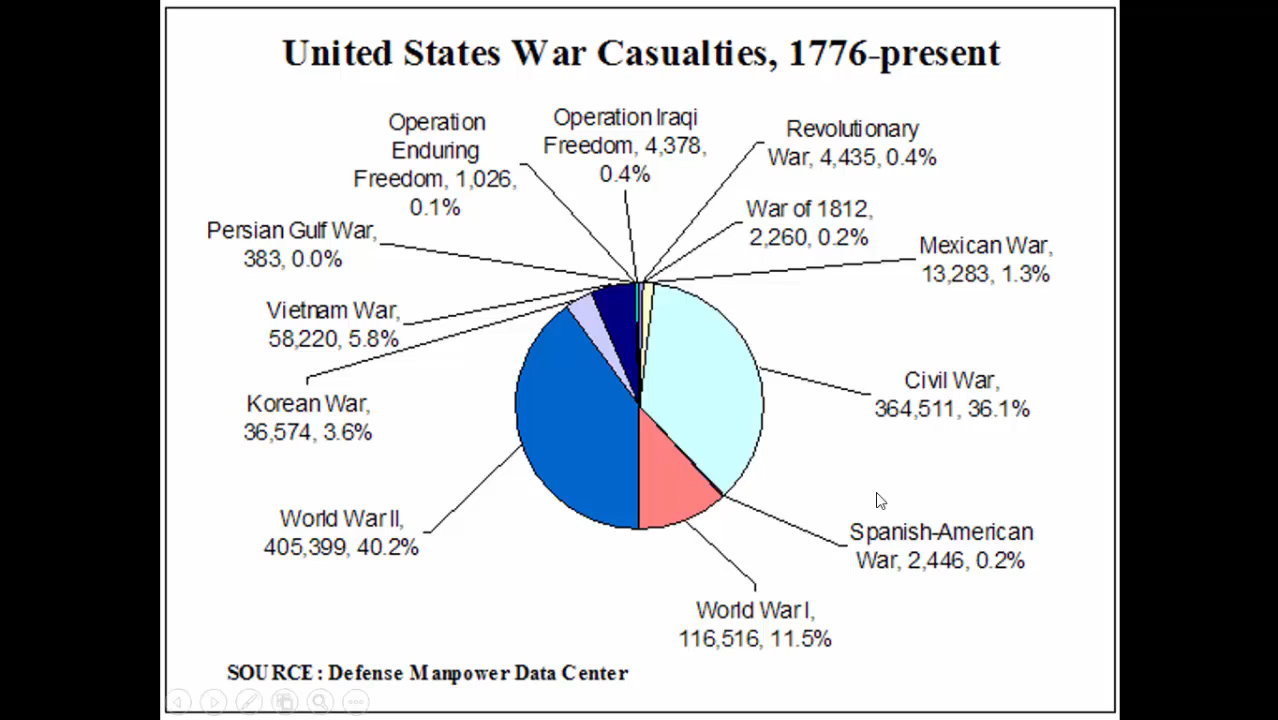 United States War Casualties, 1776-present
Operation
Enduring
Freedom, 1,026,
0.1%
Operation Iraqi
Freedom, 4,378,
0.4%
Revolutionary
War, 4,435, 0.4%
War of 1812,
2,260, 0.2%
Mexican War,
13,283, 1.3%
Persian Gulf War,
383, 0.0%
Vietnam War,
58,220, 5.8%
Korean War,
36,574, 3.6%
Civil War,
364,511, 36.1%
World War II,
405,399, 40.2%
Spanish-American
War, 2,446, 0.2%
World War I,
116,516, 11.5%
SOURCE: Defense Manpower Data Center